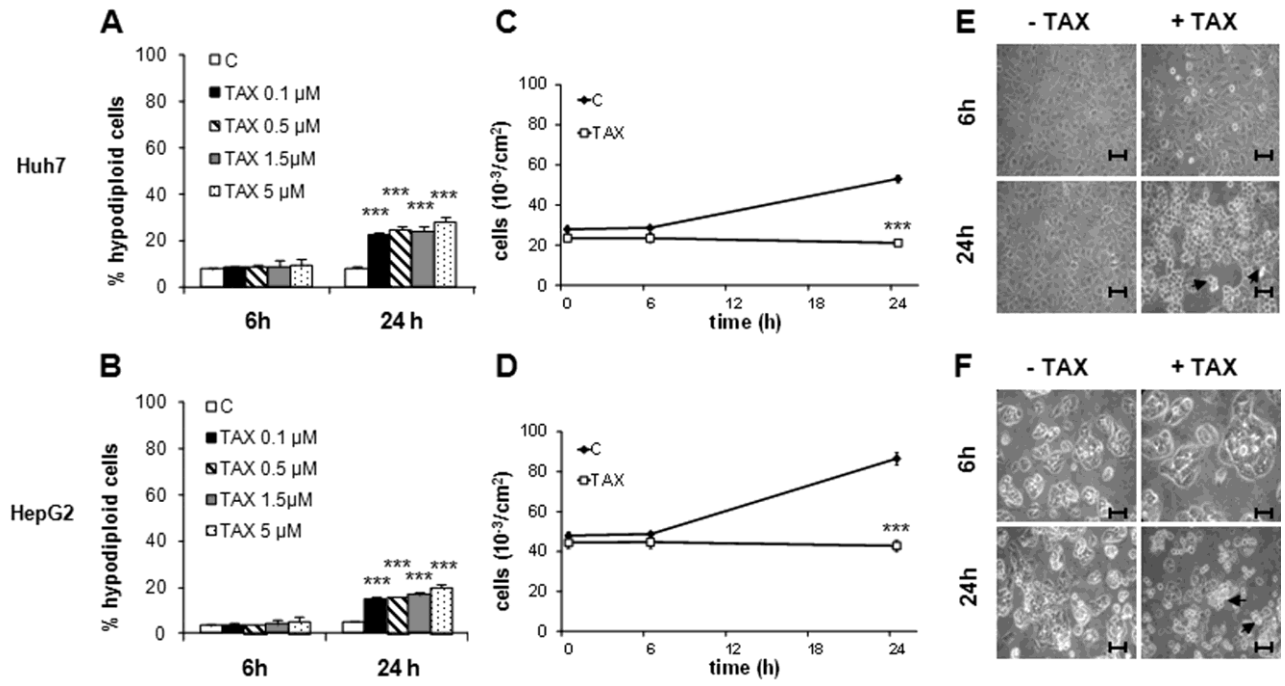 A
Huh7
% hypodiploid cells
100
80
60
40
20
0
C
TAX 0.1 µM
TAX 0.5 µM
TAX 1.5µM
TAX 5 µM
***
***
***
***
6h
24 h
C
cells (10-3/cm2)
100
80
60
40
20
0
C
TAX
***
0
6
12
18
24
time (h)
E
- TAX
+ TAX
6h
24h
B
HepG2
% hypodiploid cells
100
80
60
40
20
0
C
TAX 0.1 µM
TAX 0.5 µM
TAX 1.5µM
TAX 5 µM
***
***
***
***
6h
24 h
D
cells (10-3/cm2)
100
80
60
40
20
0
C
TAX
***
0
6
12
18
24
time (h)
F
- TAX
+ TAX
6h
24h